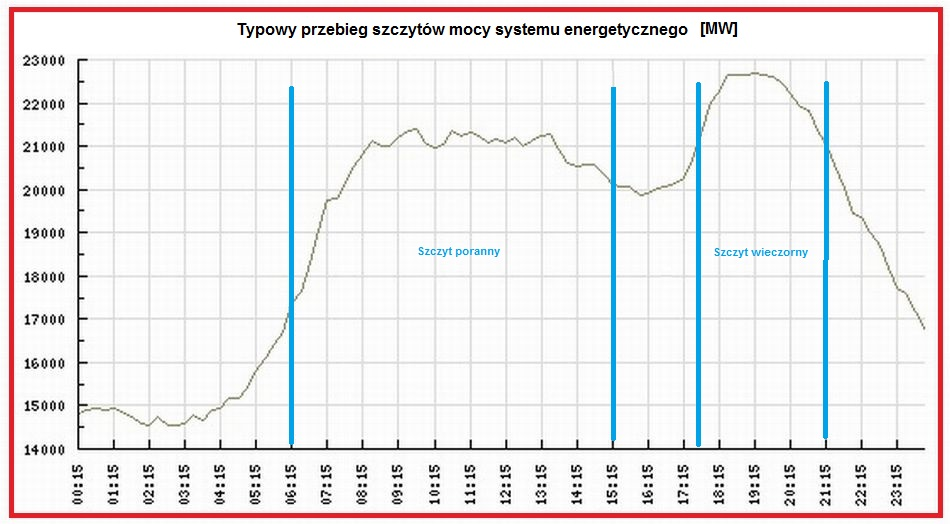 Typowy przebieg szczytów mocy systemu energetycznego [MW]
23000
22000
21000
20000
19000
18000
17000
16000
15000
14000
Szczyt poranny
Szczyt wieczorny
00:15 01:15 02:15 03:15 04:15 05:15 06:15 07:15 08:15 09:15 10:15 11:15 12:15 13:15 14:15 15:15 16:15 17:15 18:15 19:15 20:15 21:15 22:15 23:15